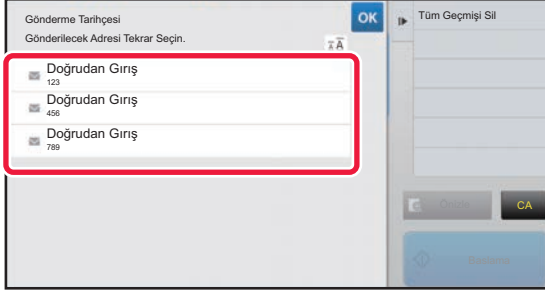 Gönderme Tarihçesi
OK
Tüm Geçmişi Sil
Gönderilecek Adresi Tekrar Seçin.
Doğrudan Giriş
123
Doğrudan Giriş
456
Doğrudan Giriş
789
CA